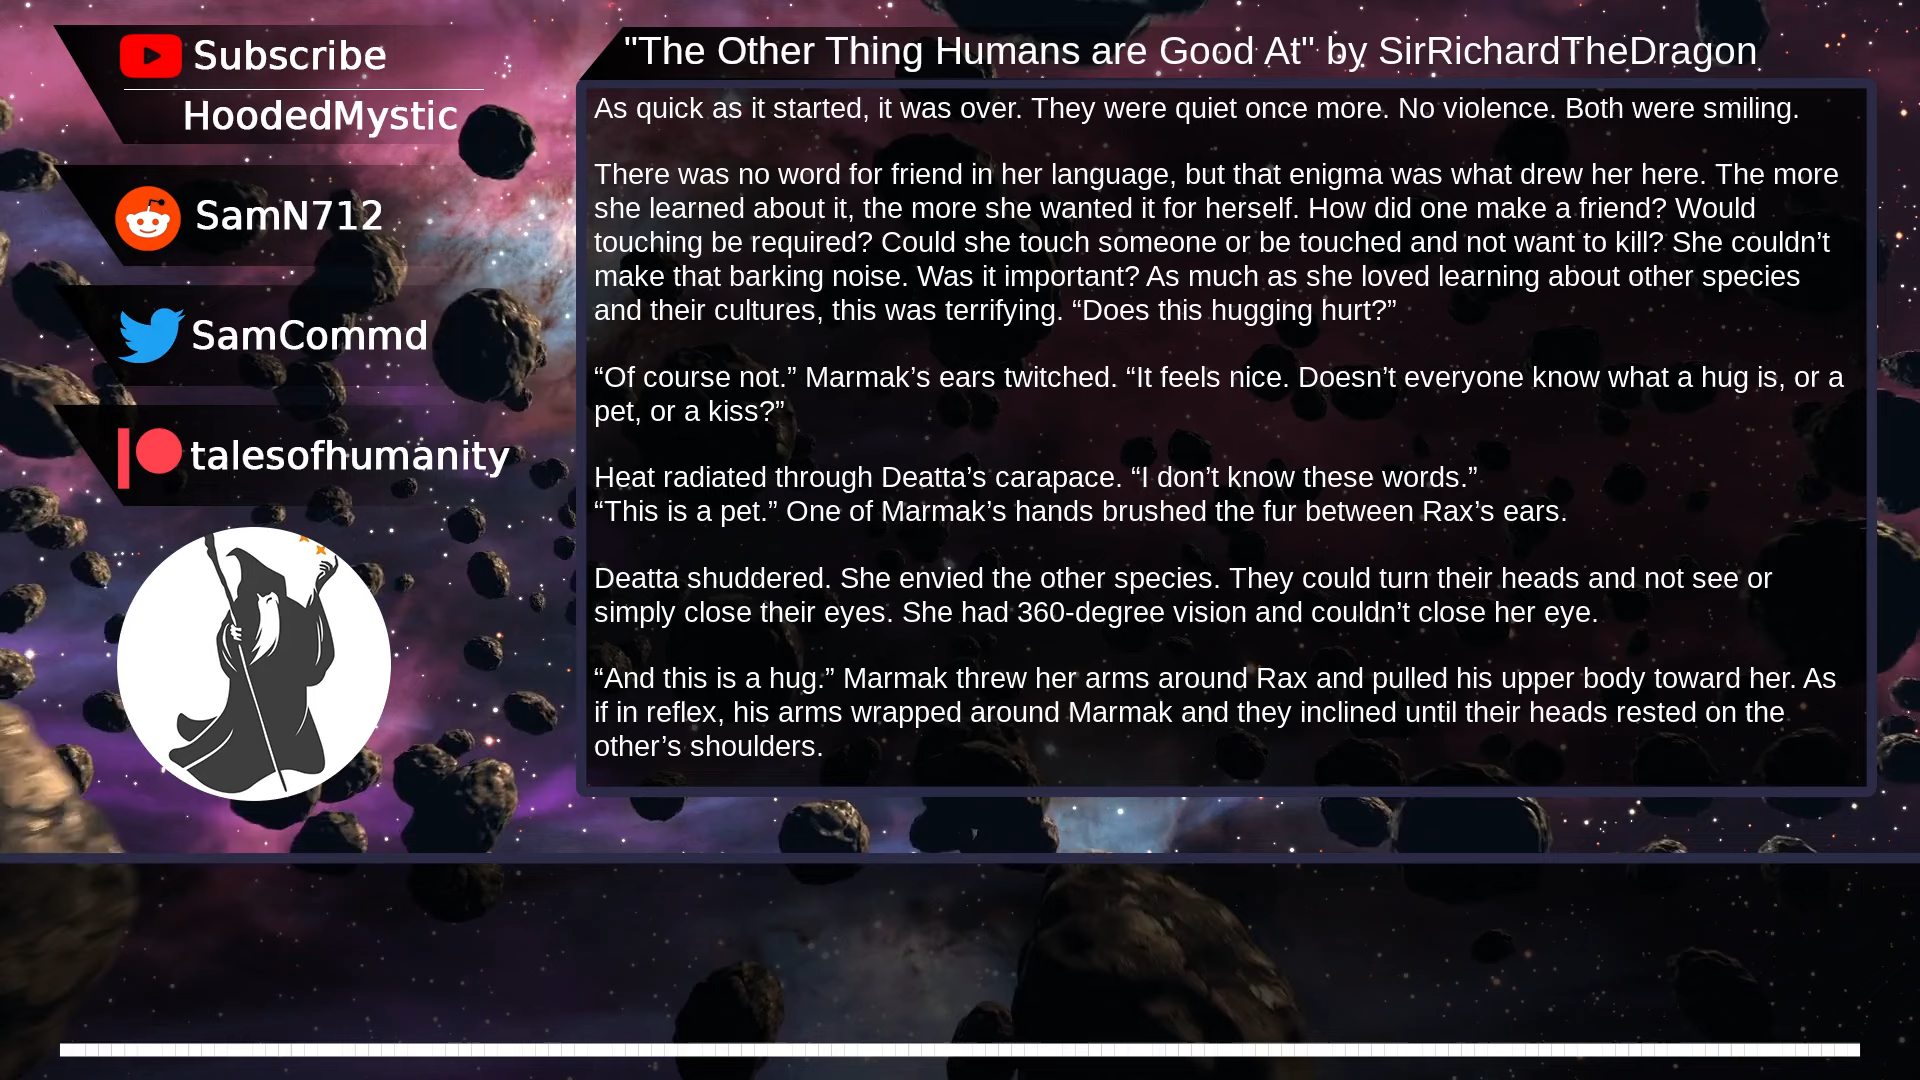 Subscribe
HoodedMystic
SamN712
SamCommd
talesofhumanity
"The Other Thing Humans are Good At" by SirRichardTheDragon
As quick as it started, it was over. They were quiet once more. No violence. Both were smiling.
There was no word for friend in her language, but that enigma was what drew her here. The more
she learned about it, the more she wanted it for herself. How did one make a friend? Would
touching be required? Could she touch someone or be touched and not want to kill? She couldn’t
make that barking noise. Was it important? As much as she loved learning about other species
and their cultures, this was terrifying. “Does this hugging hurt?”
“Of course not.” Marmak’s ears twitched. “It feels nice. Doesn’t everyone know what a hug is, or a
pet, or a kiss?”
Heat radiated through Deatta’s carapace. “I don’t know these words.”
“This is a pet.” One of Marmak’s hands brushed the fur between Rax’s ears.
Deatta shuddered. She envied the other species. They could turn their heads and not see or
simply close their eyes. She had 360-degree vision and couldn’t close her eye.
“And this is a hug.” Marmak threw her arms around Rax and pulled his upper body toward her. As
if in reflex, his arms wrapped around Marmak and they inclined until their heads rested on the
other’s shoulders.